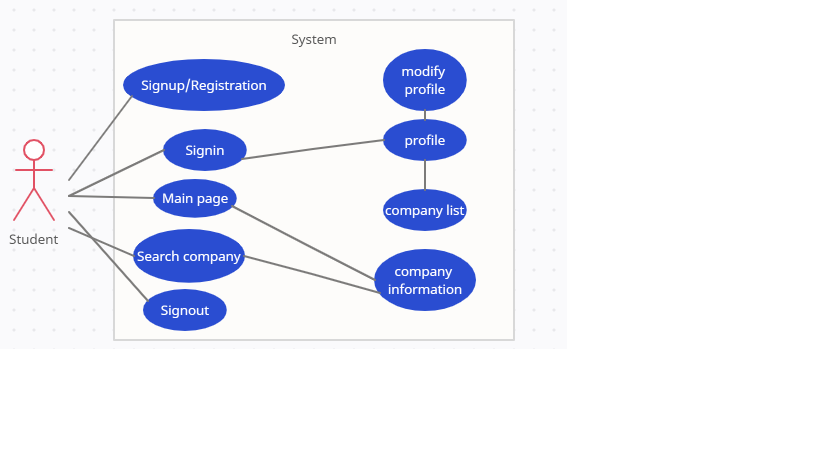 System
Signup/Registration
modify
profile
Signin
profile
Main page
company list
Student
Search company
company
information
Signout